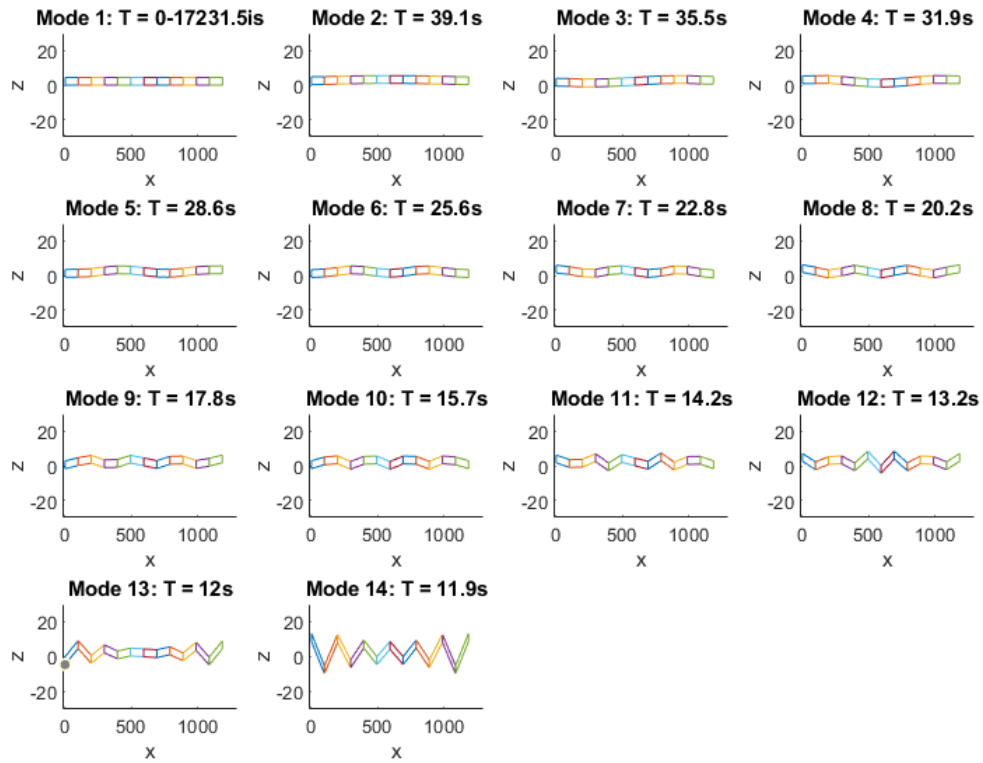 Mode 1: T = 0-17231.5is Mode 2: T = 39.1s Mode 3: T = 35.5s Mode 4: T = 31.9s
20 20 20 20
Z 0 Z 0 Z 0 Z 0
-20 -20 -20 -20
0 500 1000 0 500 1000 0 500 1000 0 500 1000
X X X X
Mode 5: T = 28.6s Mode 6: T = 25.6s Mode 7: T = 22.8s Mode 8: T = 20.2s
20 20 20 20
Z 0 Z 0 Z 0 Z 0
-20 -20 -20 -20
0 500 1000 0 500 1000 0 500 1000 0 500 1000
X X X X
Mode 9: T = 17.8s Mode 10: T = 15.7s Mode 11: T = 14.2s Mode 12: T = 13.2s
20 20 20 20
Z 0 Z 0 Z 0 Z 0
-20 -20 -20 -20
0 500 1000 0 500 1000 0 500 1000 0 500 1000
X X X X
Mode 13: T = 12s Mode 14: T = 11.9s
20 20
Z 0 Z 0
-20 -20
0 500 1000 0 500 1000
X X